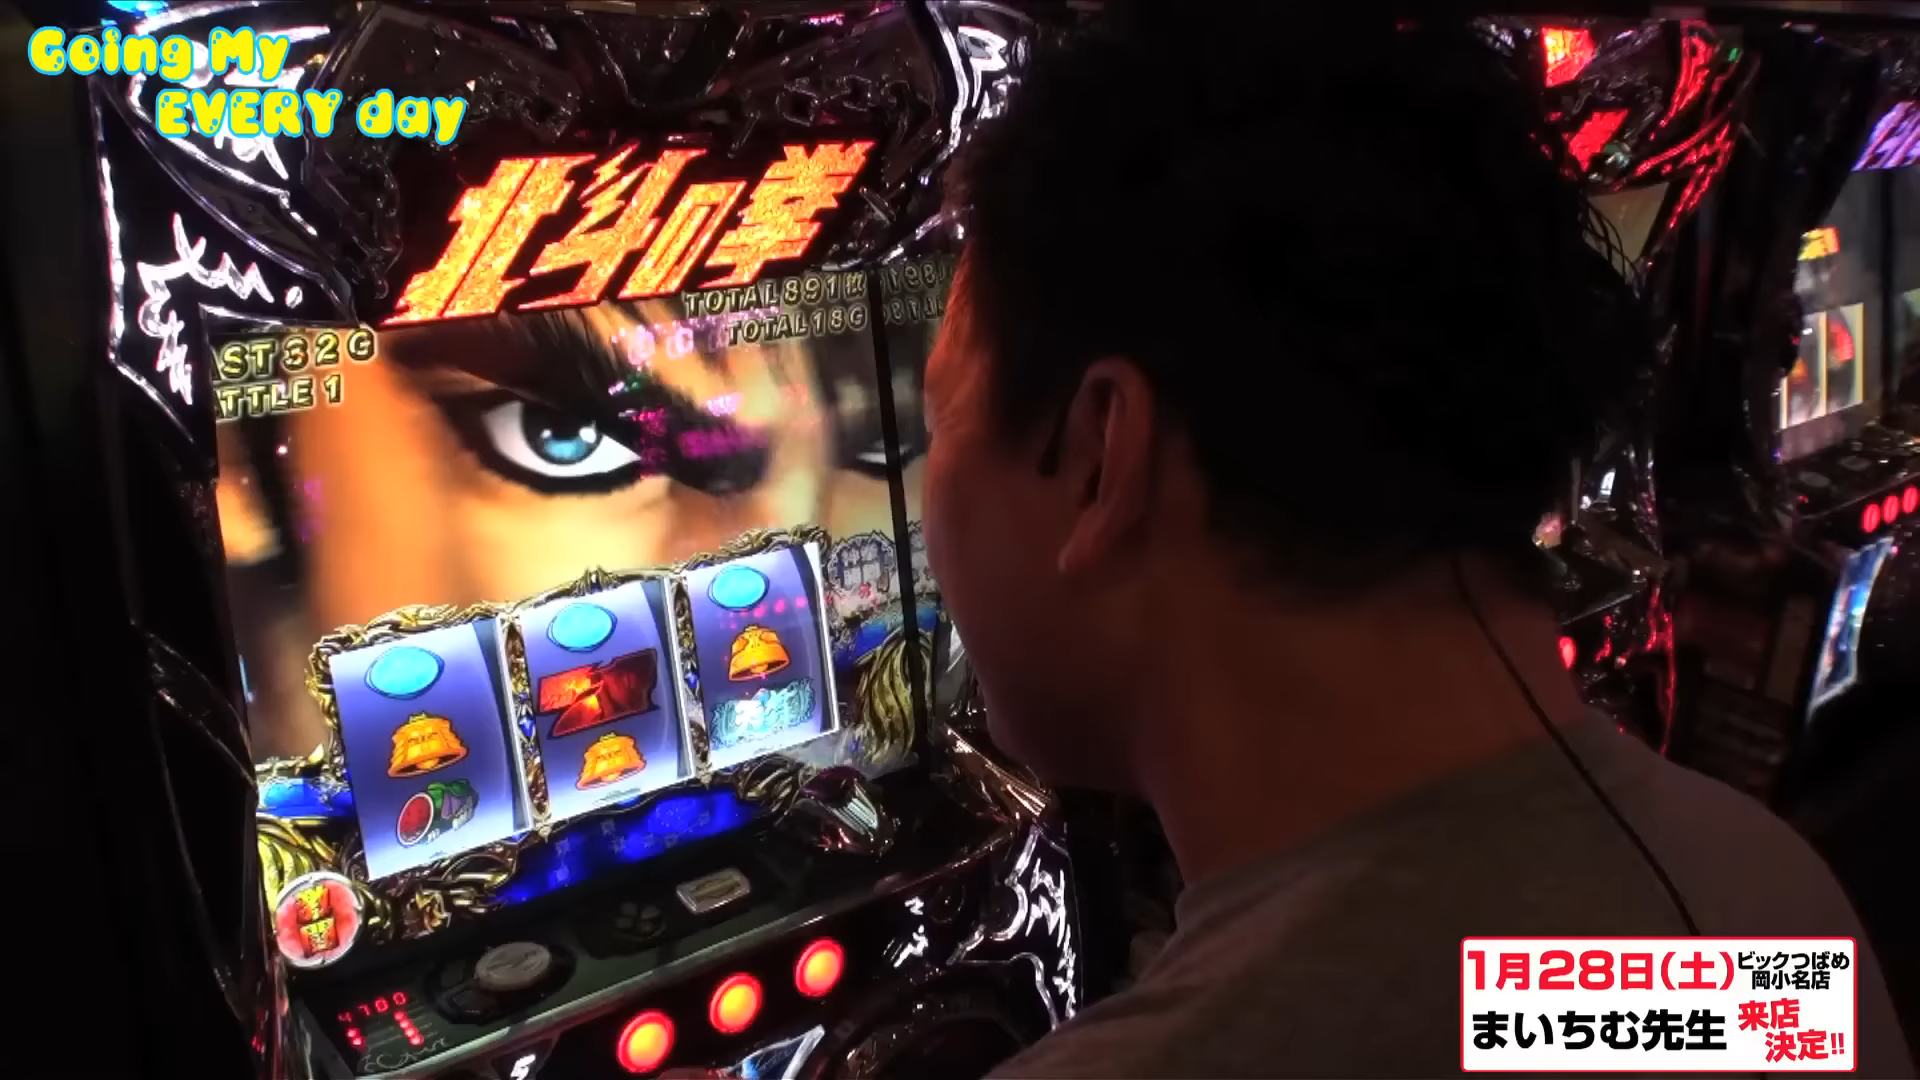 Going My
EVERY day
北斗の拳
TOTAL891枚
TOTAL18G
AST32G
ATTLE 1
1月28日(土)
ビックつばめ
岡小名店
まいちむ先生
来店
決定!!